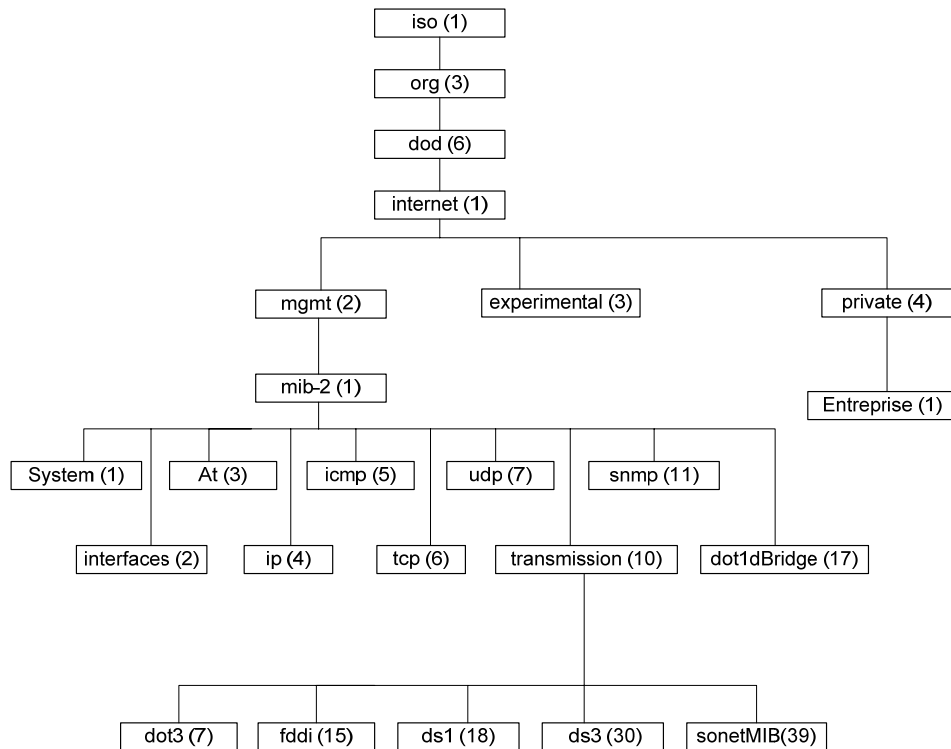 iso (1)
org (3)
dod (6)
internet (1)
mgmt (2)
experimental (3)
private (4)
mib-2 (1)
Entreprise (1)
System (1)
At (3)
icmp (5)
udp (7)
snmp (11)
interfaces (2)
ip (4)
tcp (6)
transmission (10)
dot1dBridge (17)
dot3 (7)
fddi (15)
ds1 (18)
ds3 (30)
sonetMIB(39)